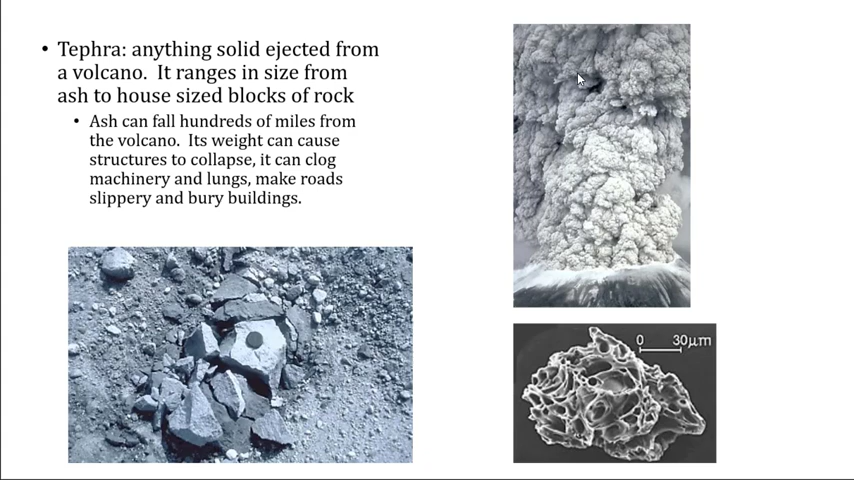 • Tephra: anything solid ejected from
a volcano.  It ranges in size from
ash to house sized blocks of rock
• Ash can fall hundreds of miles from
the volcano.  Its weight can cause
structures to collapse, it can clog
machinery and lungs, make roads
slippery and bury buildings.
0 30μm